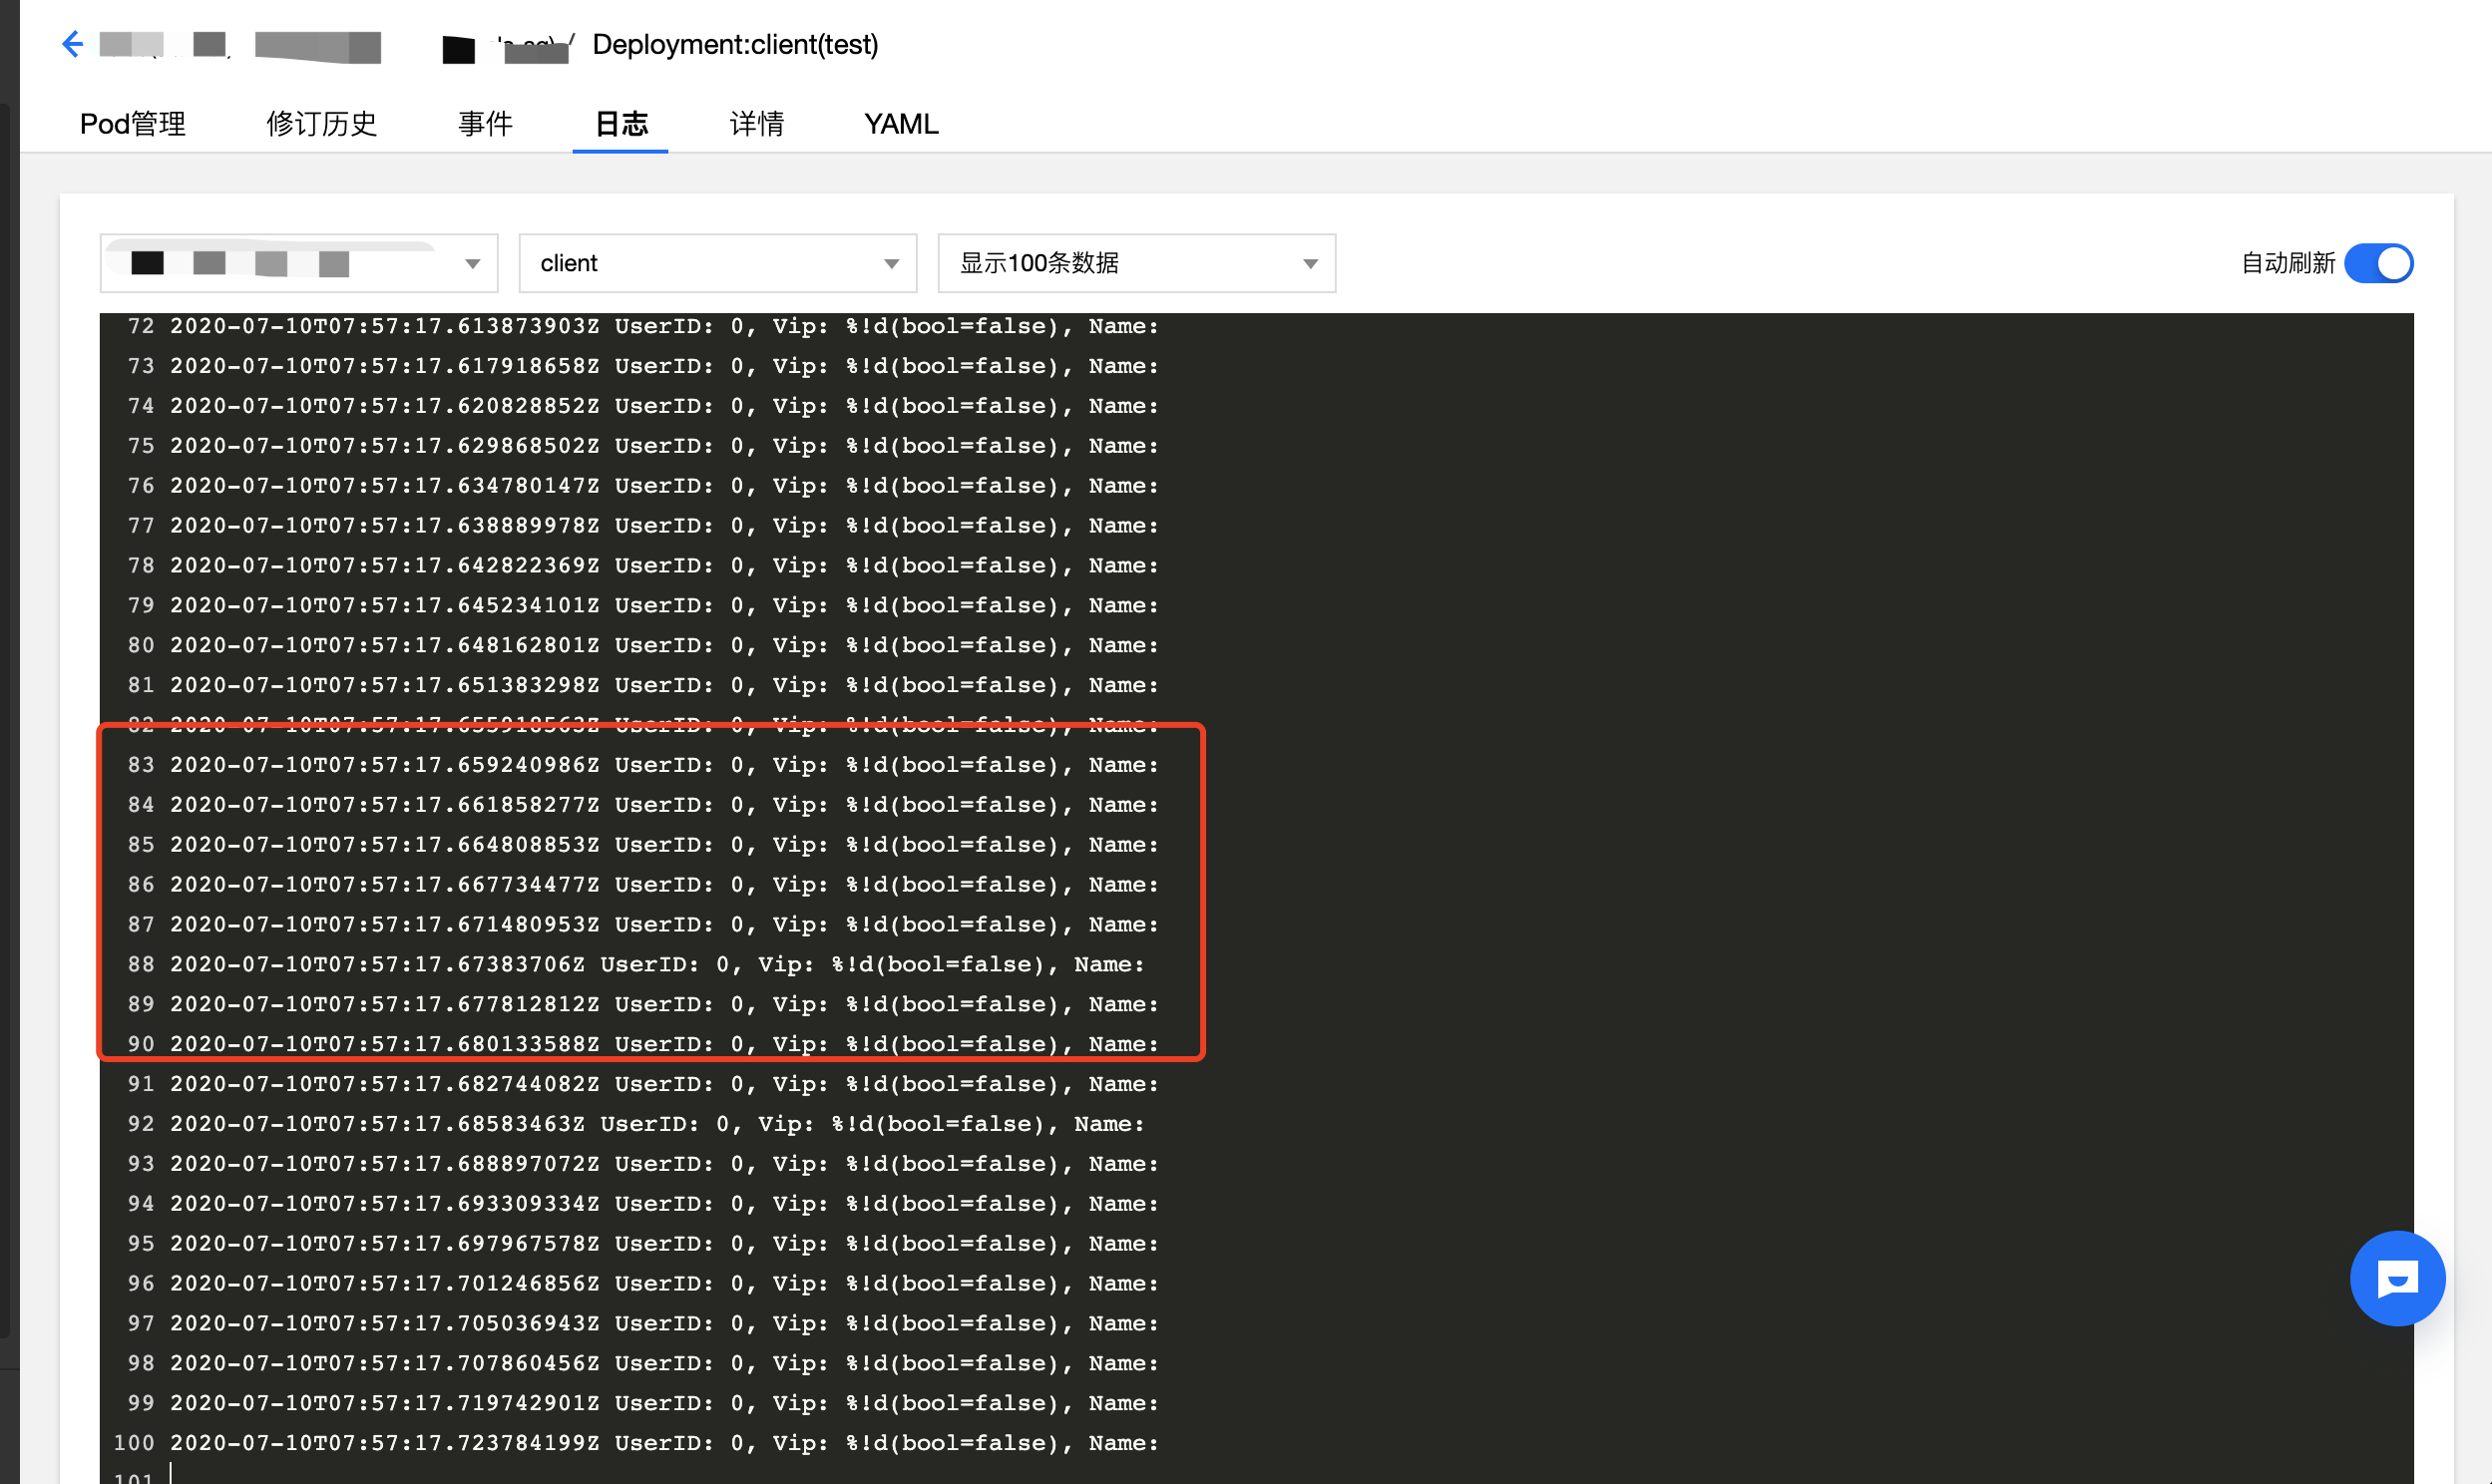 Deployment:client(test)
Pod管理 修订历史 事件 日志 详情 YAML
client 显示100条数据 自动刷新
72 2020-07-10T07:57:17.613873903Z UserID: 0, Vip: %!d(bool=false), Name:
73 2020-07-10T07:57:17.617918658Z UserID: 0, Vip: %!d(bool=false), Name:
74 2020-07-10T07:57:17.620828852Z UserID: 0, Vip: %!d(bool=false), Name:
75 2020-07-10T07:57:17.629868502Z UserID: 0, Vip: %!d(bool=false), Name:
76 2020-07-10T07:57:17.634780147Z UserID: 0, Vip: %!d(bool=false), Name:
77 2020-07-10T07:57:17.638889978Z UserID: 0, Vip: %!d(bool=false), Name:
78 2020-07-10T07:57:17.642822369Z UserID: 0, Vip: %!d(bool=false), Name:
79 2020-07-10T07:57:17.645234101Z UserID: 0, Vip: %!d(bool=false), Name:
80 2020-07-10T07:57:17.648162801Z UserID: 0, Vip: %!d(bool=false), Name:
81 2020-07-10T07:57:17.651383298Z UserID: 0, Vip: %!d(bool=false), Name:
82 2020-07-10T07:57:17.655918563Z UserID: 0, Vip: %!d(bool=false), Name:
83 2020-07-10T07:57:17.659240986Z UserID: 0, Vip: %!d(bool=false), Name:
84 2020-07-10T07:57:17.661858277Z UserID: 0, Vip: %!d(bool=false), Name:
85 2020-07-10T07:57:17.664808853Z UserID: 0, Vip: %!d(bool=false), Name:
86 2020-07-10T07:57:17.667734477Z UserID: 0, Vip: %!d(bool=false), Name:
87 2020-07-10T07:57:17.671480953Z UserID: 0, Vip: %!d(bool=false), Name:
88 2020-07-10T07:57:17.67383706Z UserID: 0, Vip: %!d(bool=false), Name:
89 2020-07-10T07:57:17.677812812Z UserID: 0, Vip: %!d(bool=false), Name:
90 2020-07-10T07:57:17.680133588Z UserID: 0, Vip: %!d(bool=false), Name:
91 2020-07-10T07:57:17.682744082Z UserID: 0, Vip: %!d(bool=false), Name:
92 2020-07-10T07:57:17.68583463Z UserID: 0, Vip: %!d(bool=false), Name:
93 2020-07-10T07:57:17.688897072Z UserID: 0, Vip: %!d(bool=false), Name:
94 2020-07-10T07:57:17.693309334Z UserID: 0, Vip: %!d(bool=false), Name:
95 2020-07-10T07:57:17.697967578Z UserID: 0, Vip: %!d(bool=false), Name:
96 2020-07-10T07:57:17.701246856Z UserID: 0, Vip: %!d(bool=false), Name:
97 2020-07-10T07:57:17.705036943Z UserID: 0, Vip: %!d(bool=false), Name:
98 2020-07-10T07:57:17.707860456Z UserID: 0, Vip: %!d(bool=false), Name:
99 2020-07-10T07:57:17.719742901Z UserID: 0, Vip: %!d(bool=false), Name:
100 2020-07-10T07:57:17.723784199Z UserID: 0, Vip: %!d(bool=false), Name:
101